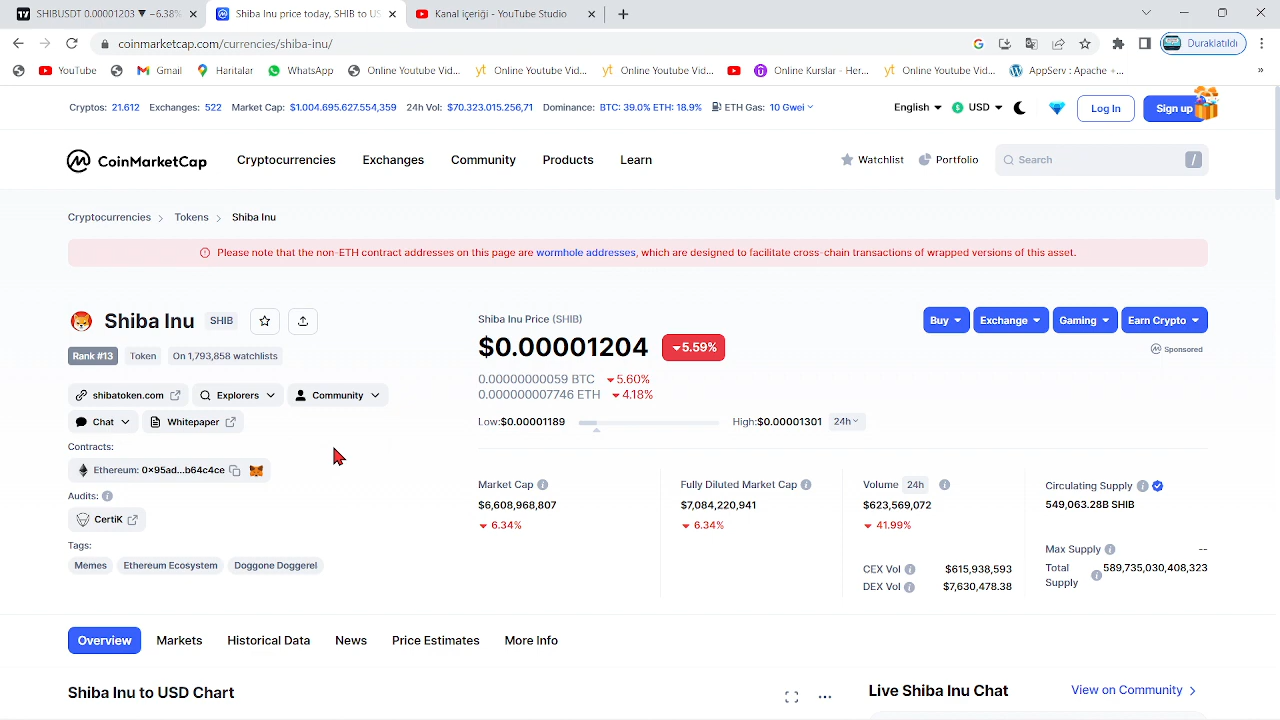 SHIBUSDT 0.00001203 ▼ −6.38%
Shiba Inu price today, SHIB to US
Kanal içeriği - YouTube Studio
coinmarketcap.com/currencies/shiba-inu/
Duraklatıldı
YouTube
Gmail
Haritalar
WhatsApp
Online Youtube Vid...
Online Youtube Vid...
Online Youtube Vid...
Online Kurslar - Her...
Online Youtube Vid...
AppServ : Apache +...
»
Cryptos: 21.612 Exchanges: 522 Market Cap: $1.004.695.627.554,359 24h Vol: $70.323.015.356,71 Dominance: BTC: 39.0% ETH: 18.9% ETH Gas: 10 Gwei
English USD Log In Sign up
CoinMarketCap Cryptocurrencies Exchanges Community Products Learn Watchlist Portfolio Search /
Cryptocurrencies > Tokens > Shiba Inu
Please note that the non-ETH contract addresses on this page are wormhole addresses, which are designed to facilitate cross-chain transactions of wrapped versions of this asset.
Shiba Inu SHIB
Rank #13 Token On 1,793,858 watchlists
shibatoken.com Explorers Community
Chat Whitepaper
Contracts:
Ethereum: 0x95ad...b64c4ce
Audits:
CertiK
Tags:
Memes Ethereum Ecosystem Doggone Doggerel
Shiba Inu Price (SHIB)
$0.00001204 5.59%
0.00000000059 BTC 5.60%
0.000000007746 ETH 4.18%
Low:$0.00001189 High:$0.00001301 24h
Buy Exchange Gaming Earn Crypto
Sponsored
Market Cap
$6,608,968,807
6.34%
Fully Diluted Market Cap
$7,084,220,941
6.34%
Volume 24h
$623,569,072
41.99%
CEX Vol $615,938,593
DEX Vol $7,630,478.38
Circulating Supply
549,063.28B SHIB
Max Supply --
Total Supply 589,735,030,408,323
Overview Markets Historical Data News Price Estimates More Info
Shiba Inu to USD Chart
Live Shiba Inu Chat View on Community >